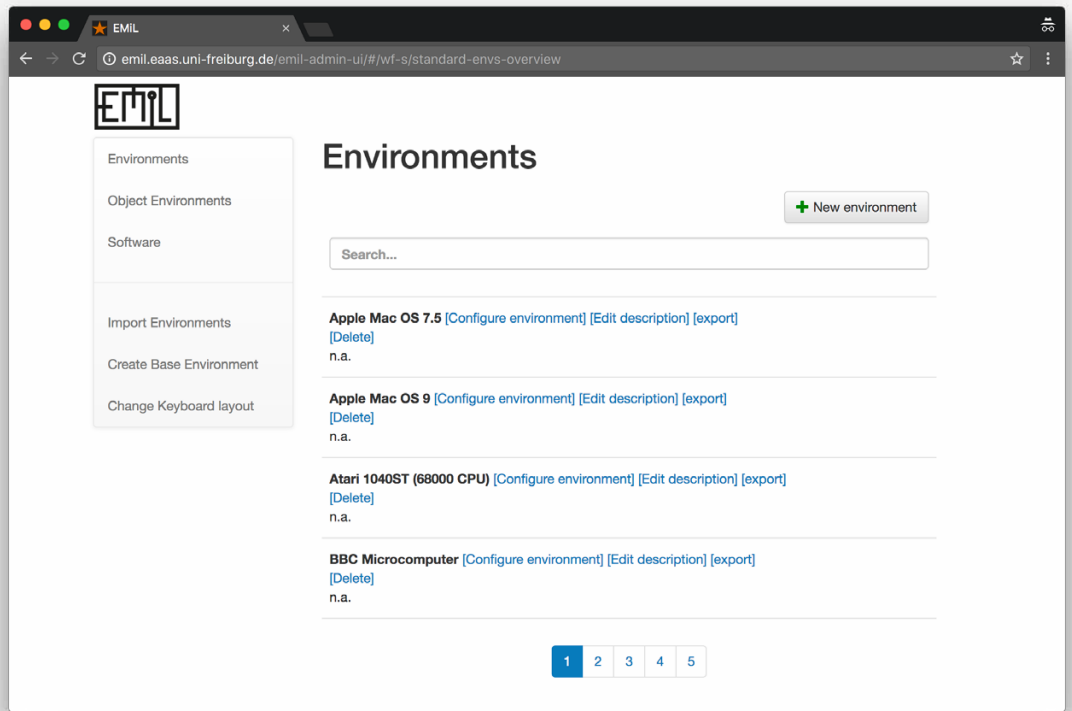 EMiL
emil.eaas.uni-freiburg.de/emil-admin-ui/#/wf-s/standard-envs-overview
EMiL
Environments
Object Environments
Software
Import Environments
Create Base Environment
Change Keyboard layout
Environments
New environment
Search...
Apple Mac OS 7.5 [Configure environment] [Edit description] [export]
[Delete]
n.a.
Apple Mac OS 9 [Configure environment] [Edit description] [export]
[Delete]
n.a.
Atari 1040ST (68000 CPU) [Configure environment] [Edit description] [export]
[Delete]
n.a.
BBC Microcomputer [Configure environment] [Edit description] [export]
[Delete]
n.a.
1 2 3 4 5